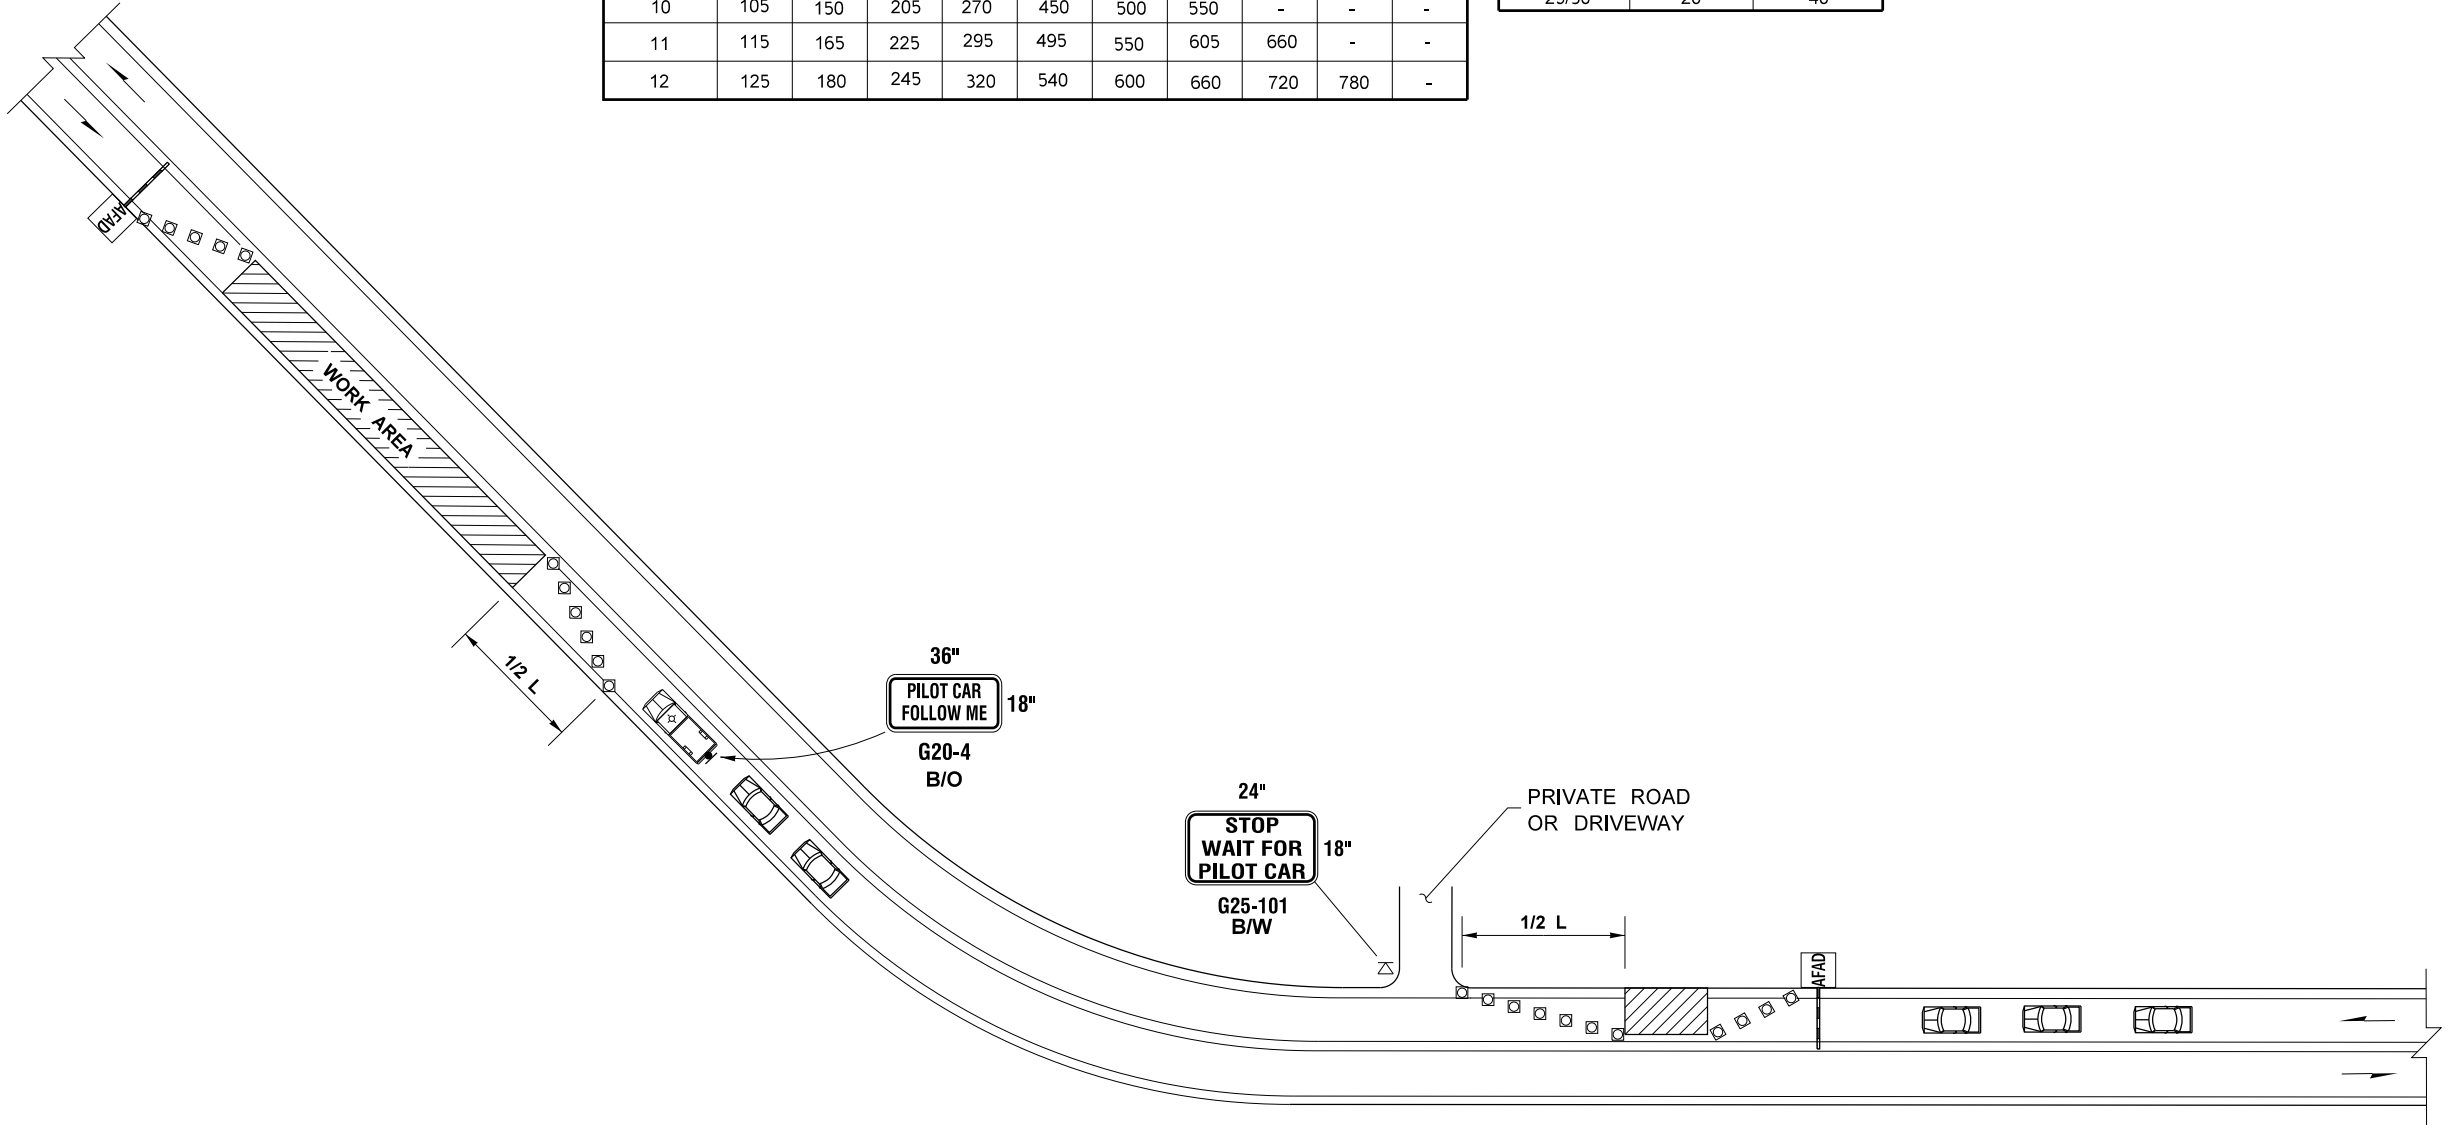 10 105 150 205 270 450 500 550 - - -
11 115 165 225 295 495 550 605 660 - -
12 125 180 245 320 540 600 660 720 780 -
AFAD
WORK AREA
1/2 L
36"
PILOT CAR
FOLLOW ME
18"
G20-4
B/O
24"
STOP
WAIT FOR
PILOT CAR
18"
G25-101
B/W
PRIVATE ROAD
OR DRIVEWAY
1/2 L
AFAD